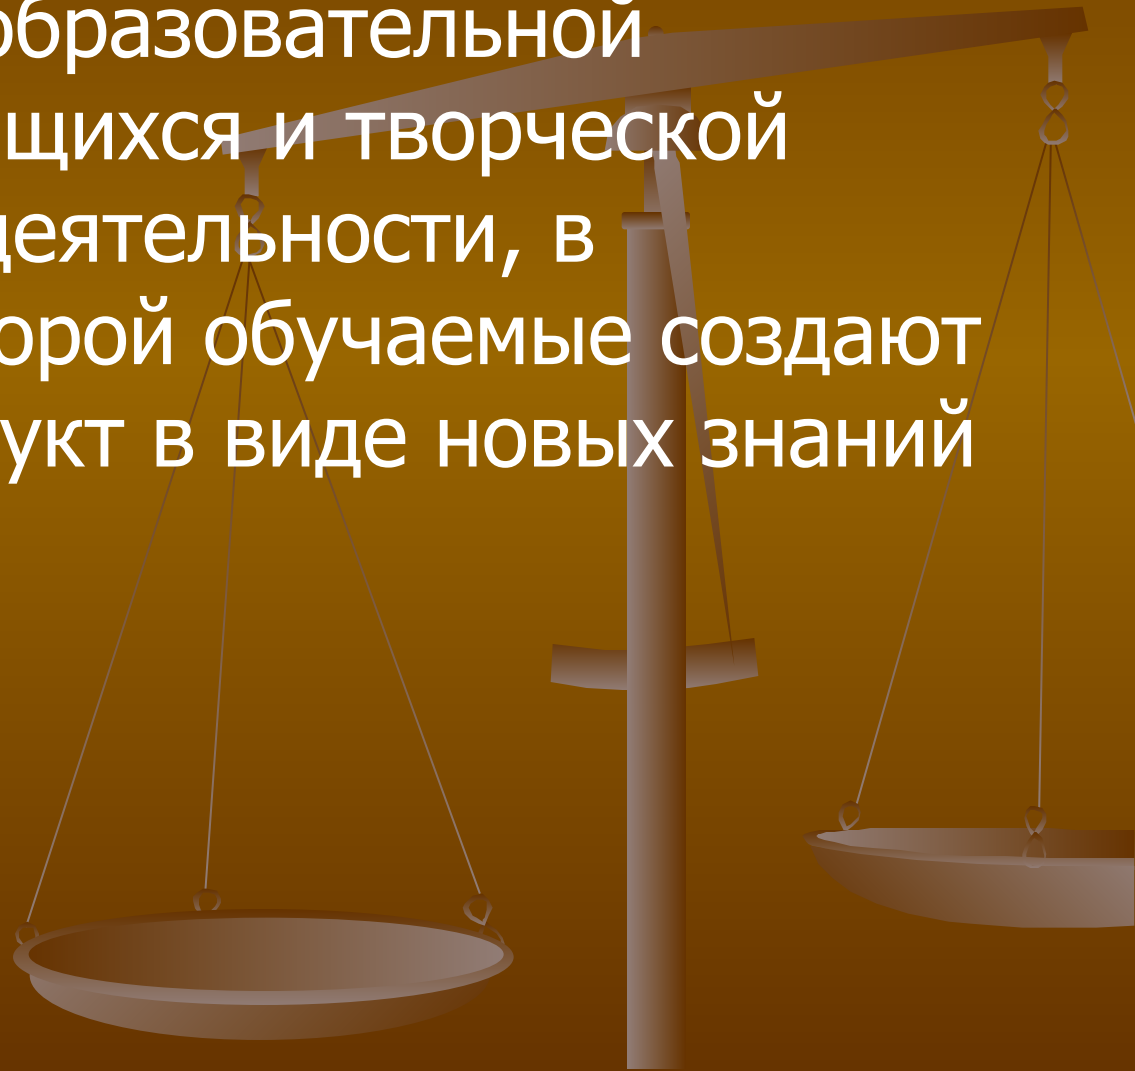 образовательной
щихся и творческой
деятельности, в
орой обучаемые создают
укт в виде новых знаний